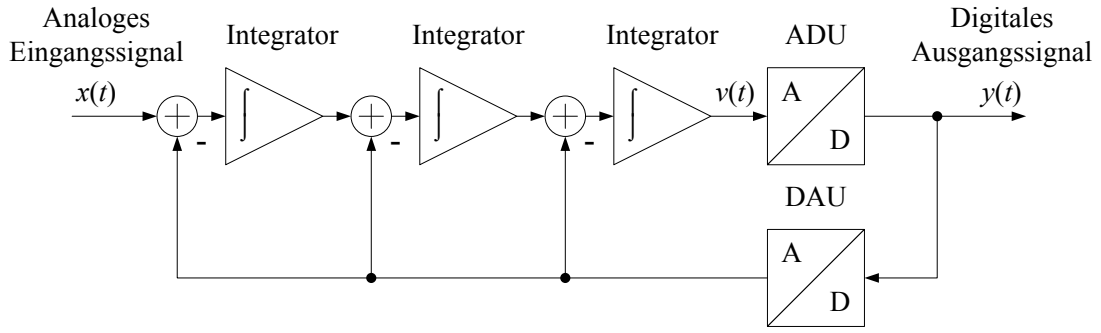 Analoges
Eingangssignal
Integrator
Integrator
Integrator
ADU
Digitales
Ausgangssignal
x(t)
v(t)
y(t)
+
∫
+
∫
+
∫
A
D
-
-
-
DAU
A
D